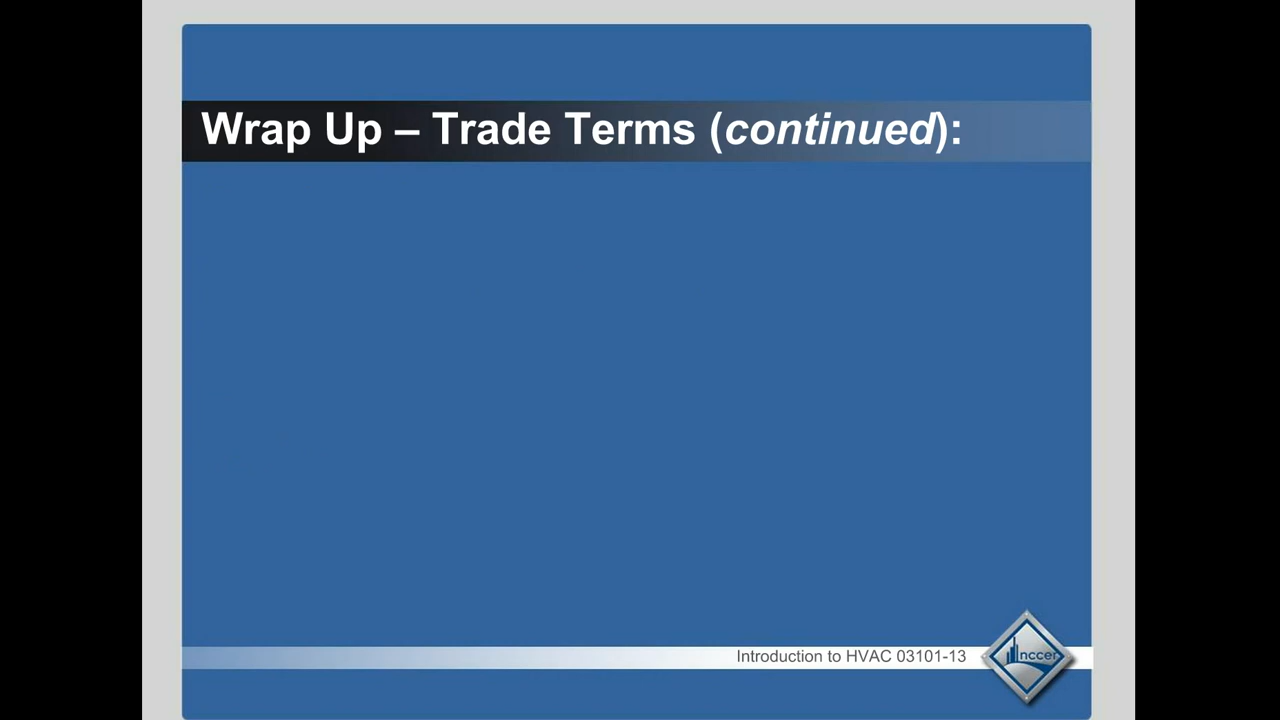 Wrap Up – Trade Terms (continued):
Introduction to HVAC 03101-13
nccer